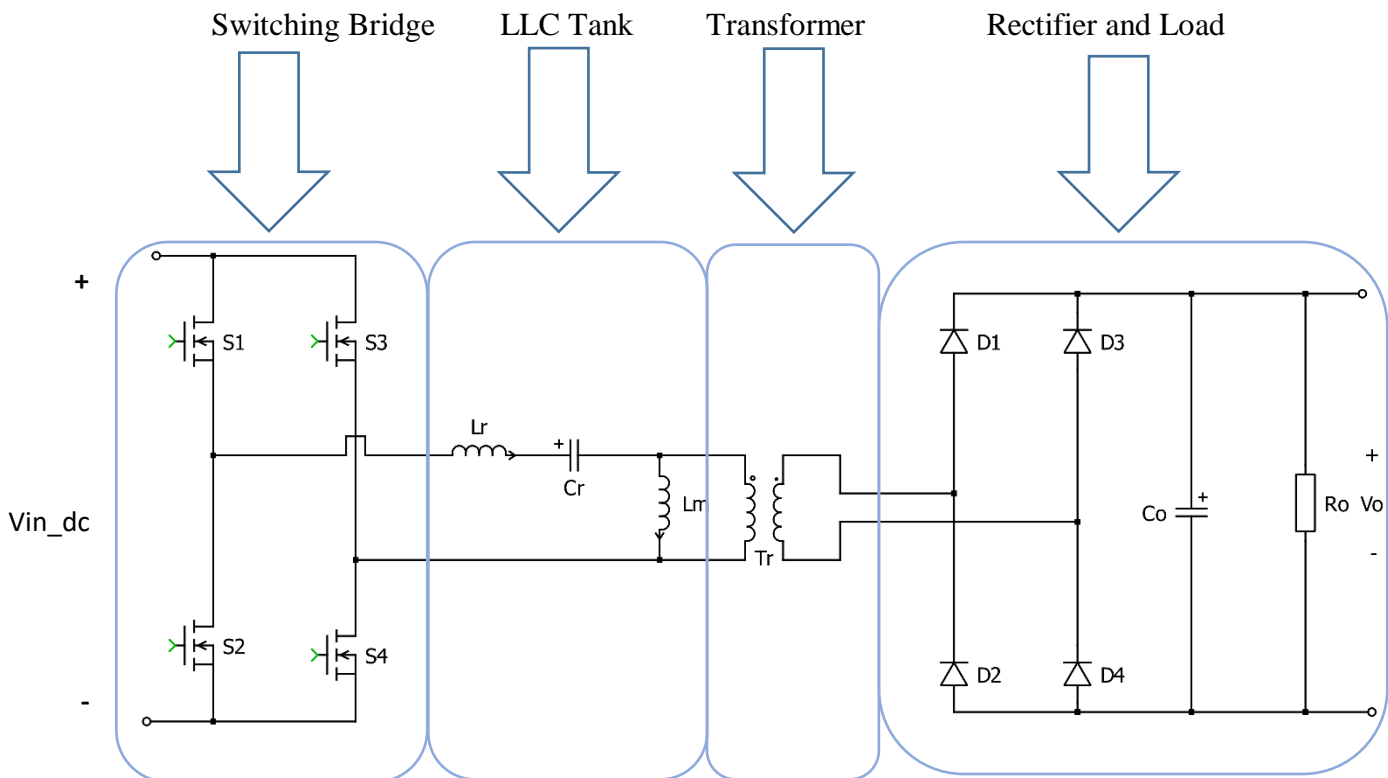 Switching Bridge
LLC Tank
Transformer
Rectifier and Load
+
S1
S3
D1
D3
Lr
+
Cr
Lm
Tr
Vin_dc
Co
+
Ro
+
Vo
-
S2
S4
D2
D4
-